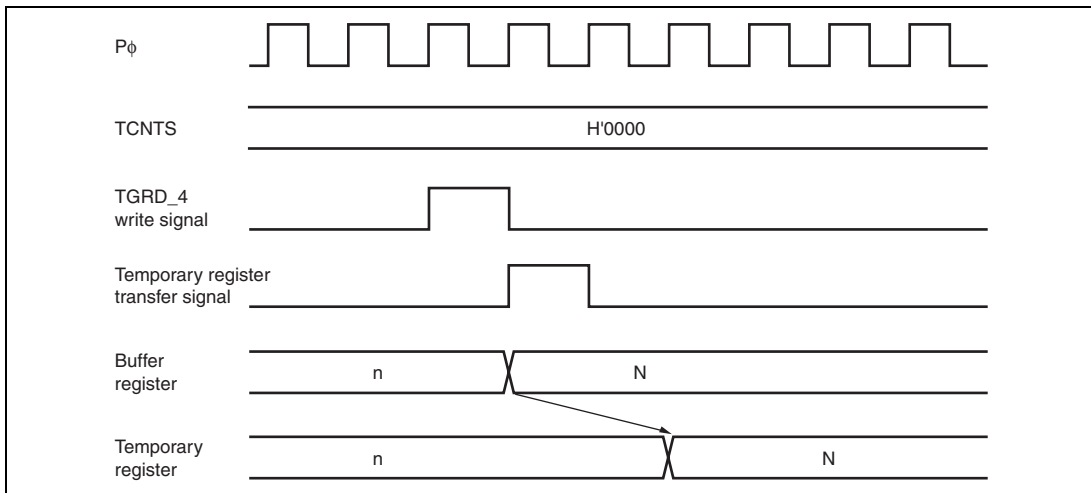 Pϕ
TCNTS
H'0000
TGRD_4
write signal
Temporary register
transfer signal
Buffer
register
n
N
Temporary
register
n
N